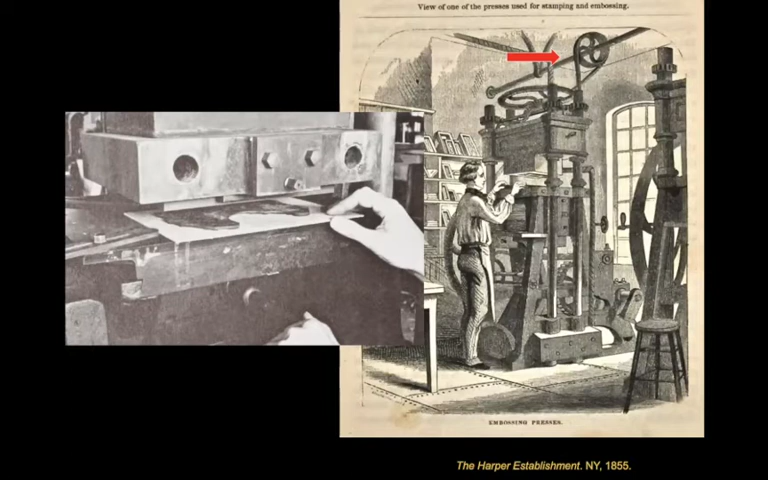 View of one of the presses used for stamping and embossing.
EMBOSSING PRESSES.
The Harper Establishment. NY, 1855.